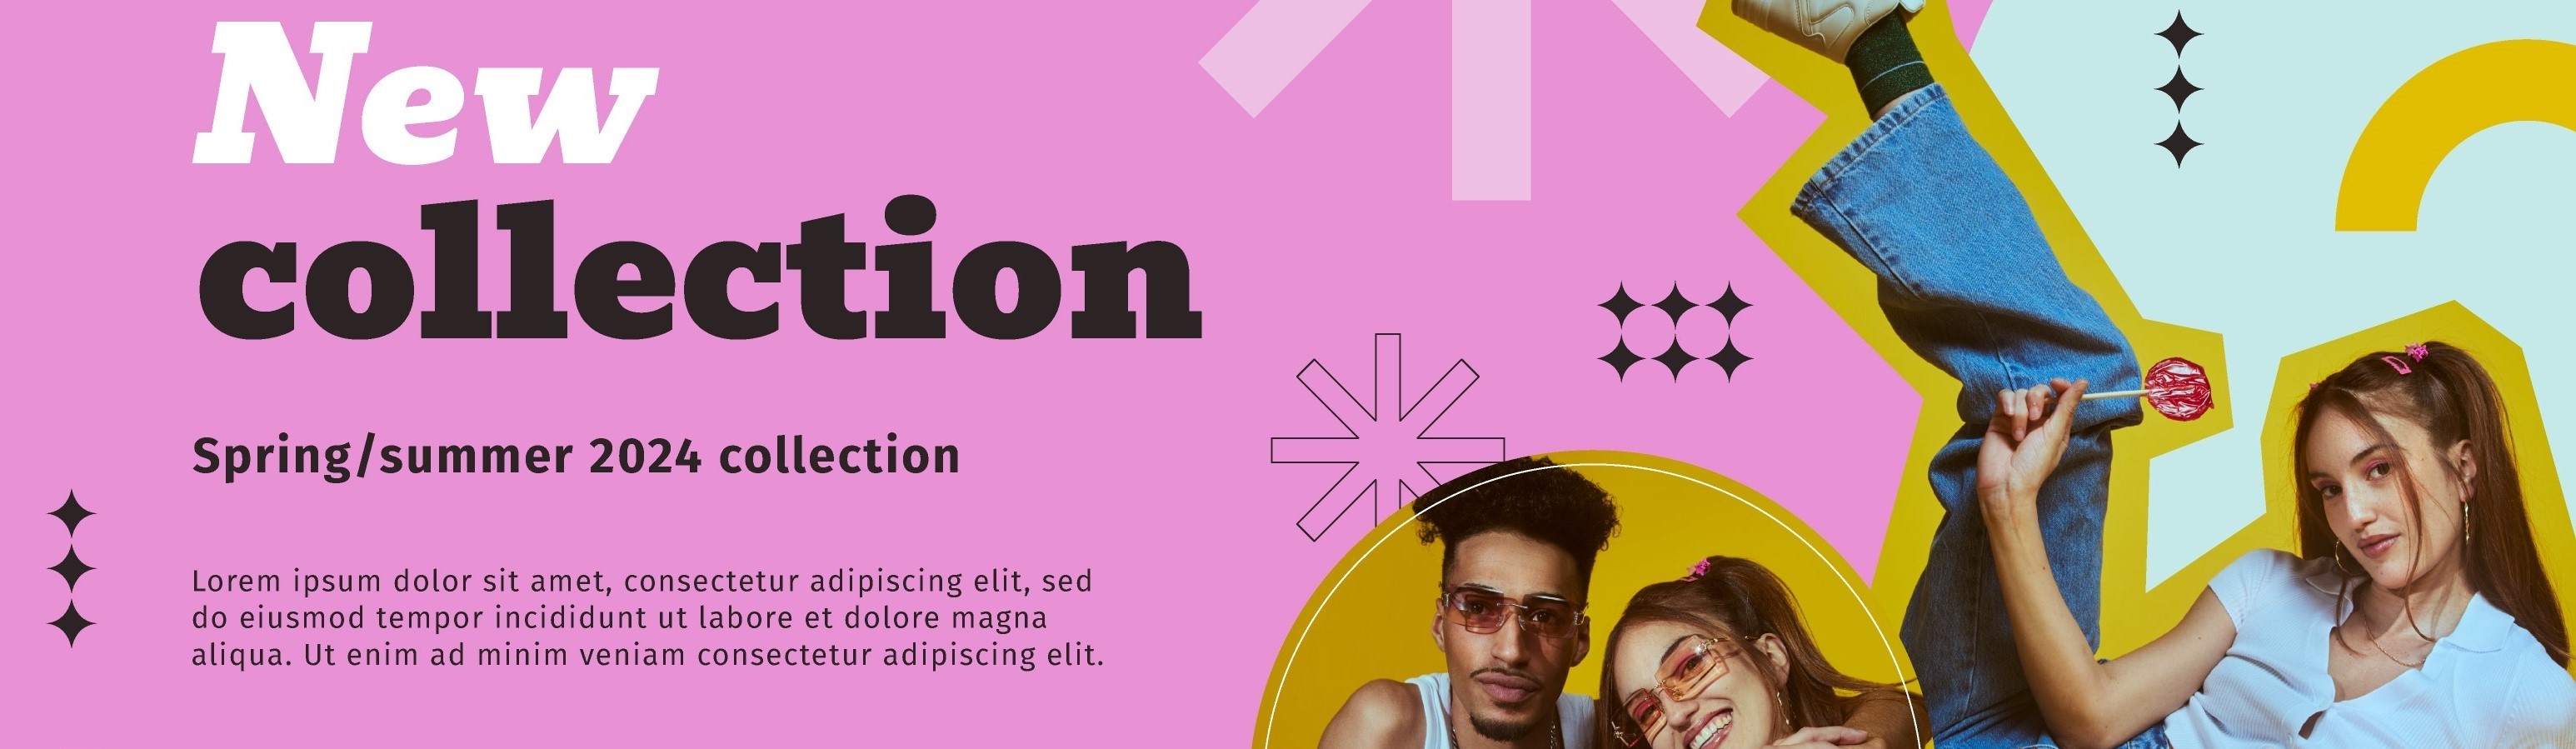 New
collection
Spring/summer 2024 collection
Lorem ipsum dolor sit amet, consectetur adipiscing elit, sed
do eiusmod tempor incididunt ut labore et dolore magna
aliqua. Ut enim ad minim veniam consectetur adipiscing elit.